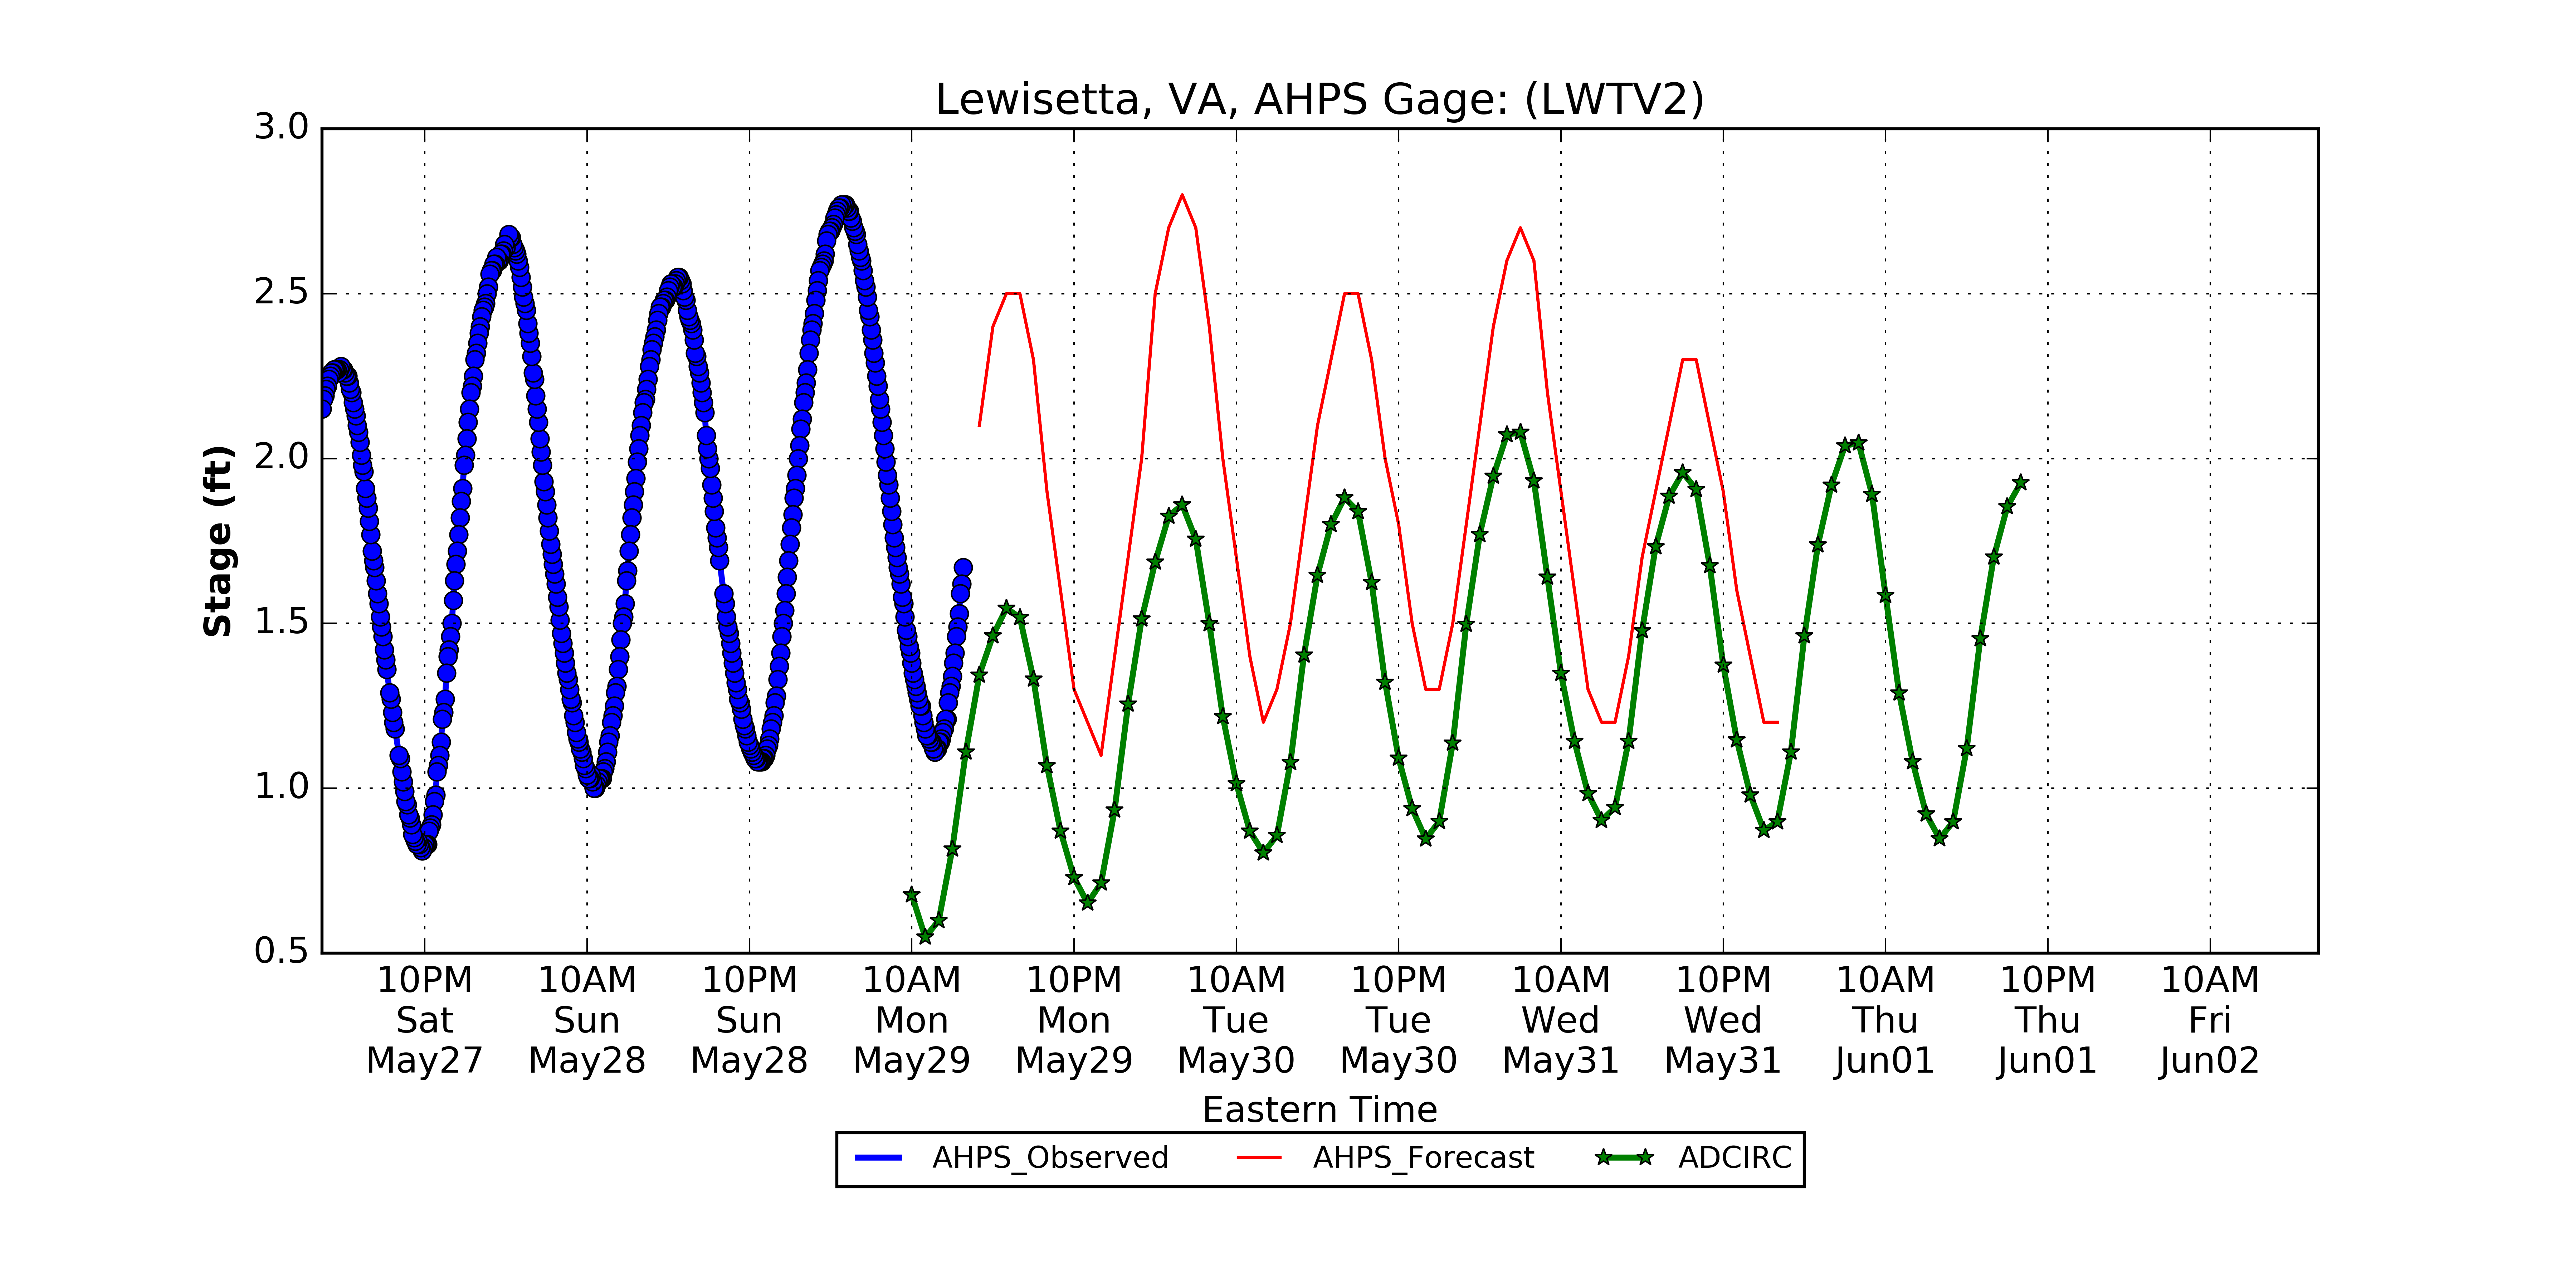 Lewisetta, VA, AHPS Gage: (LWTV2)
3.0
2.5
2.0
1.5
1.0
0.5
Stage (ft)
10PM 10AM 10PM 10AM 10PM 10AM 10PM 10AM 10PM 10AM 10PM 10AM
Sat Sun Sun Mon Mon Tue Tue Wed Wed Thu Thu Fri
May27 May28 May28 May29 May29 May30 May30 May31 May31 Jun01 Jun01 Jun02
Eastern Time
AHPS_Observed AHPS_Forecast ADCIRC